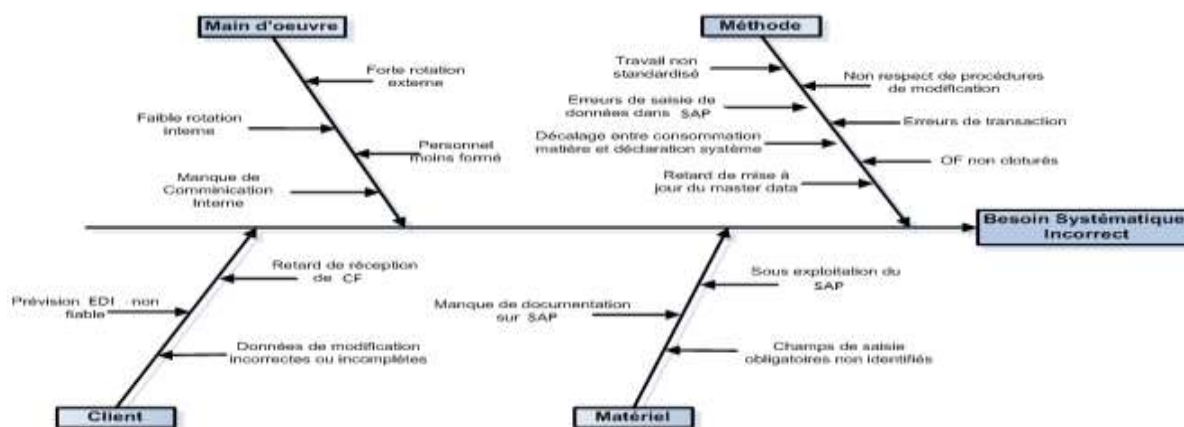 Main d'oeuvre
Méthode
Forte rotation
externe
Faible rotation
interne
Personnel
moins formé
Manque de
Comminication
Interne
Travail non
standardisé
Non respect de procédures
de modification
Erreurs de saisie de
données dans SAP
Erreurs de transaction
Décalage entre consommation
matière et déclaration système
OF non cloturés
Retard de mise à
jour du master data
Besoin Systématique
Incorrect
Retard de réception
de CF
Prévision EDI non
fiable
Données de modification
incorrectes ou incomplètes
Sous exploitation du
SAP
Manque de documentation
sur SAP
Champs de saisie
obligatoires non identifiés
Client
Matériel